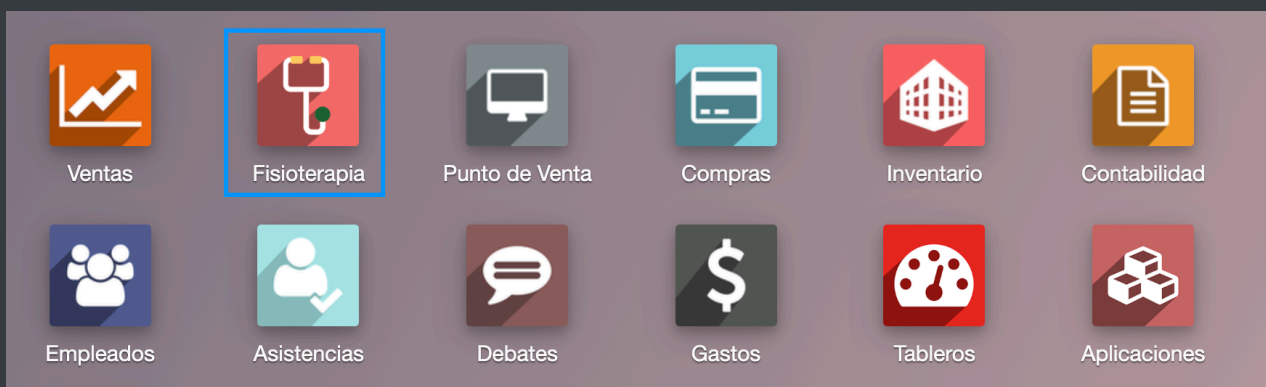 Ventas
Fisioterapia
Punto de Venta
Compras
Inventario
Contabilidad
Empleados
Asistencias
Debates
Gastos
Tableros
Aplicaciones